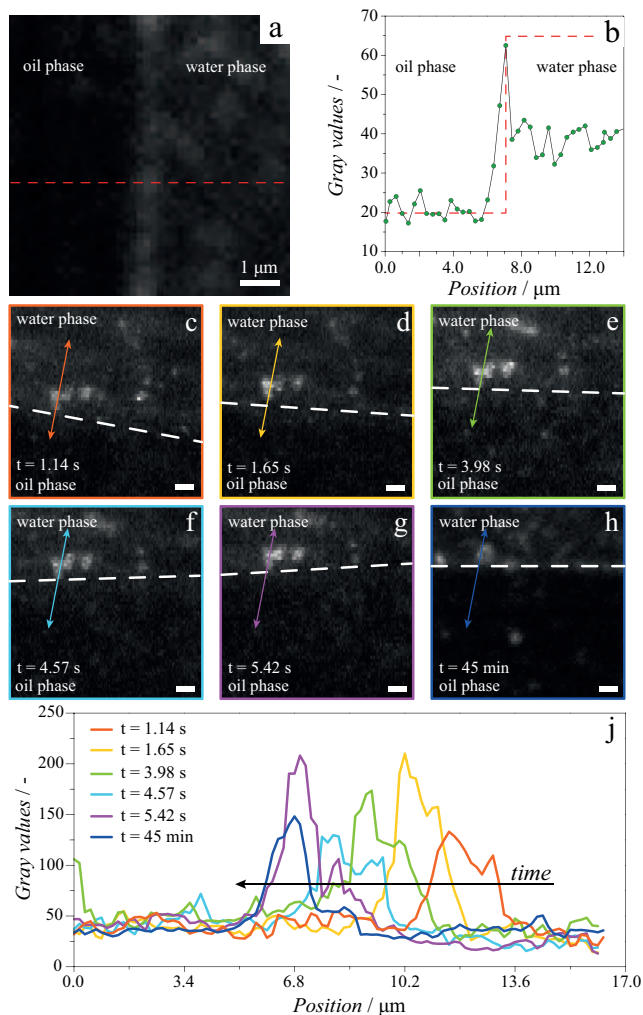 a
oil phase
water phase
1 μm
b
oil phase
water phase
70
60
50
40
30
20
10
0.0
4.0
8.0
12.0
Gray values / -
Position / μm
water phase
c
t = 1.14 s
oil phase
water phase
d
t = 1.65 s
oil phase
water phase
e
t = 3.98 s
oil phase
water phase
f
t = 4.57 s
oil phase
water phase
g
t = 5.42 s
oil phase
water phase
h
t = 45 min
oil phase
j
250
200
150
100
50
0
t = 1.14 s
t = 1.65 s
t = 3.98 s
t = 4.57 s
t = 5.42 s
t = 45 min
time
Gray values / -
0.0
3.4
6.8
10.2
13.6
17.0
Position / μm